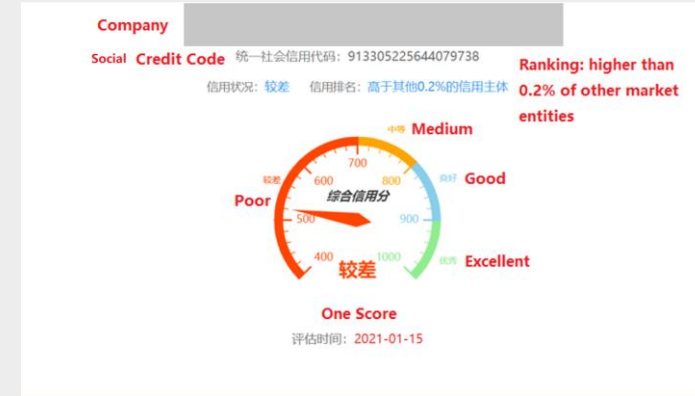 Company
Social Credit Code 统一社会信用代码：913305225644079738
信用状况：较差 信用排名：高于其他0.2%的信用主体
Ranking: higher than
0.2% of other market
entities
中等 Medium
700
较差 600 800 良好 Good
Poor 综合信用分
500 900
优秀 Excellent
400 1000
较差
One Score
评估时间：2021-01-15